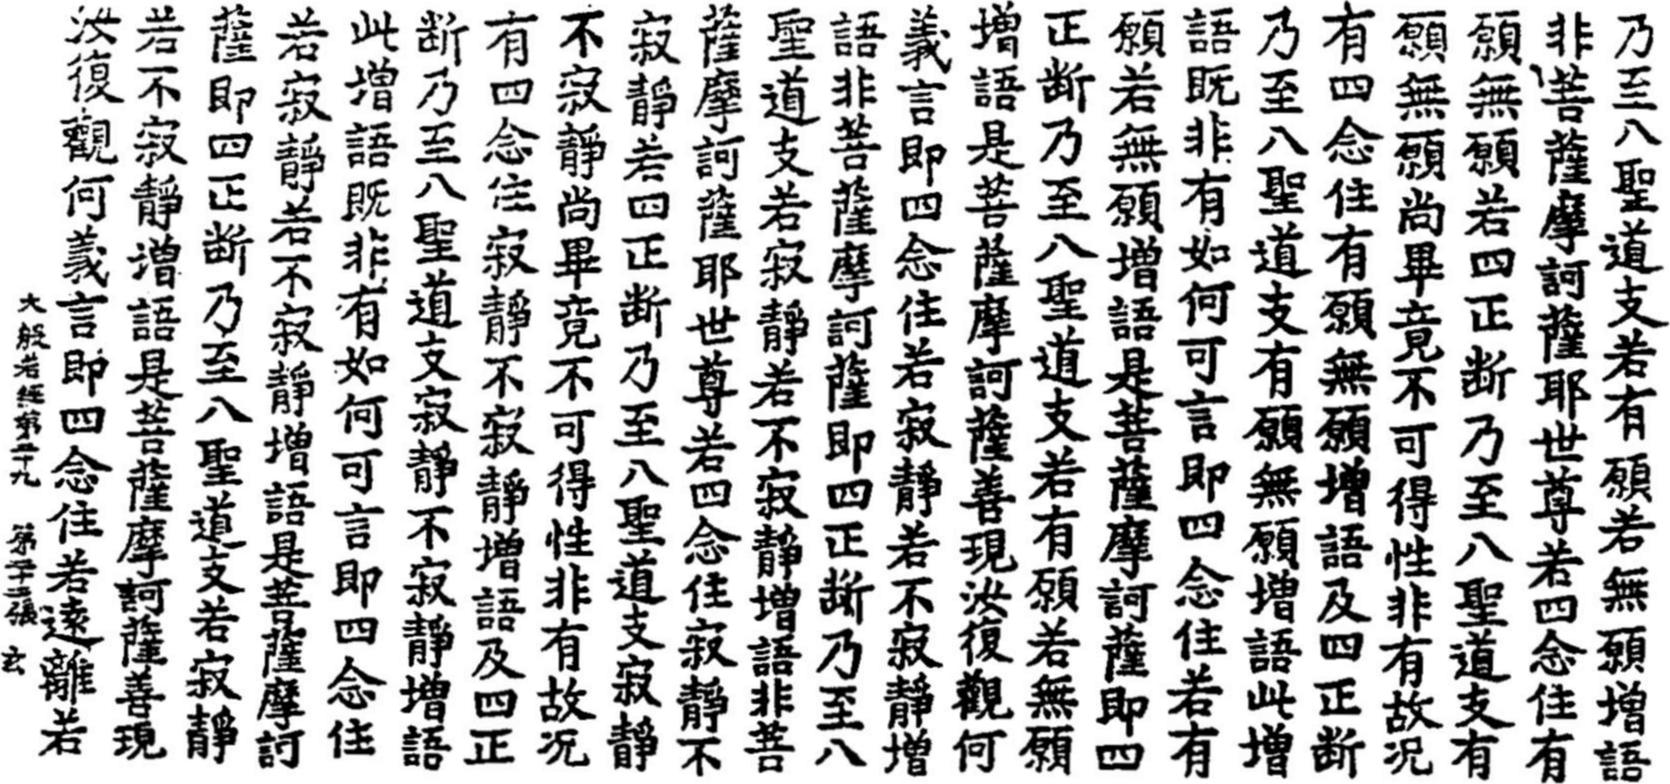 乃至八聖道支若有願若無願增語
非菩薩摩訶薩耶世尊若四念住有
願無願若四正断乃至八聖道支有
願無願尚畢竟不可得性非有故况
有四念住有願無願增語及四正断
乃至八聖道支有願無願增語此增
語既非有如何可言即四念住若有
願若無願增語是菩薩摩訶薩即四
正断乃至八聖道支若有願若無願
增語是菩薩摩訶薩善現汝復觀何
義言即四念住若寂靜若不寂靜增
語非菩薩摩訶薩即四正断乃至八
聖道支若寂靜若不寂靜增語非菩
薩摩訶薩耶世尊若四念住寂靜不
寂靜若四正断乃至八聖道支寂靜
不寂靜尚畢竟不可得性非有故况
有四念住寂靜不寂靜增語及四正
断乃至八聖道支寂靜不寂靜增語
此增語既非有如何可言即四念住
若寂靜若不寂靜增語是菩薩摩訶
薩即四正断乃至八聖道支若寂靜
若不寂靜增語是菩薩摩訶薩善現
汝復觀何義言即四念住若遠離若
大般若經第二十九 第二十三張 玄